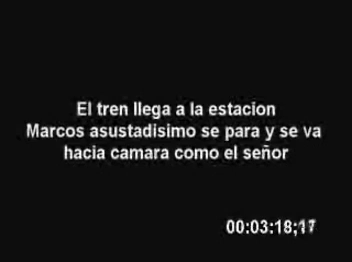 El tren llega a la estacion
Marcos asustadisimo se para y se va
hacia camara como el señor
00:03:18;17